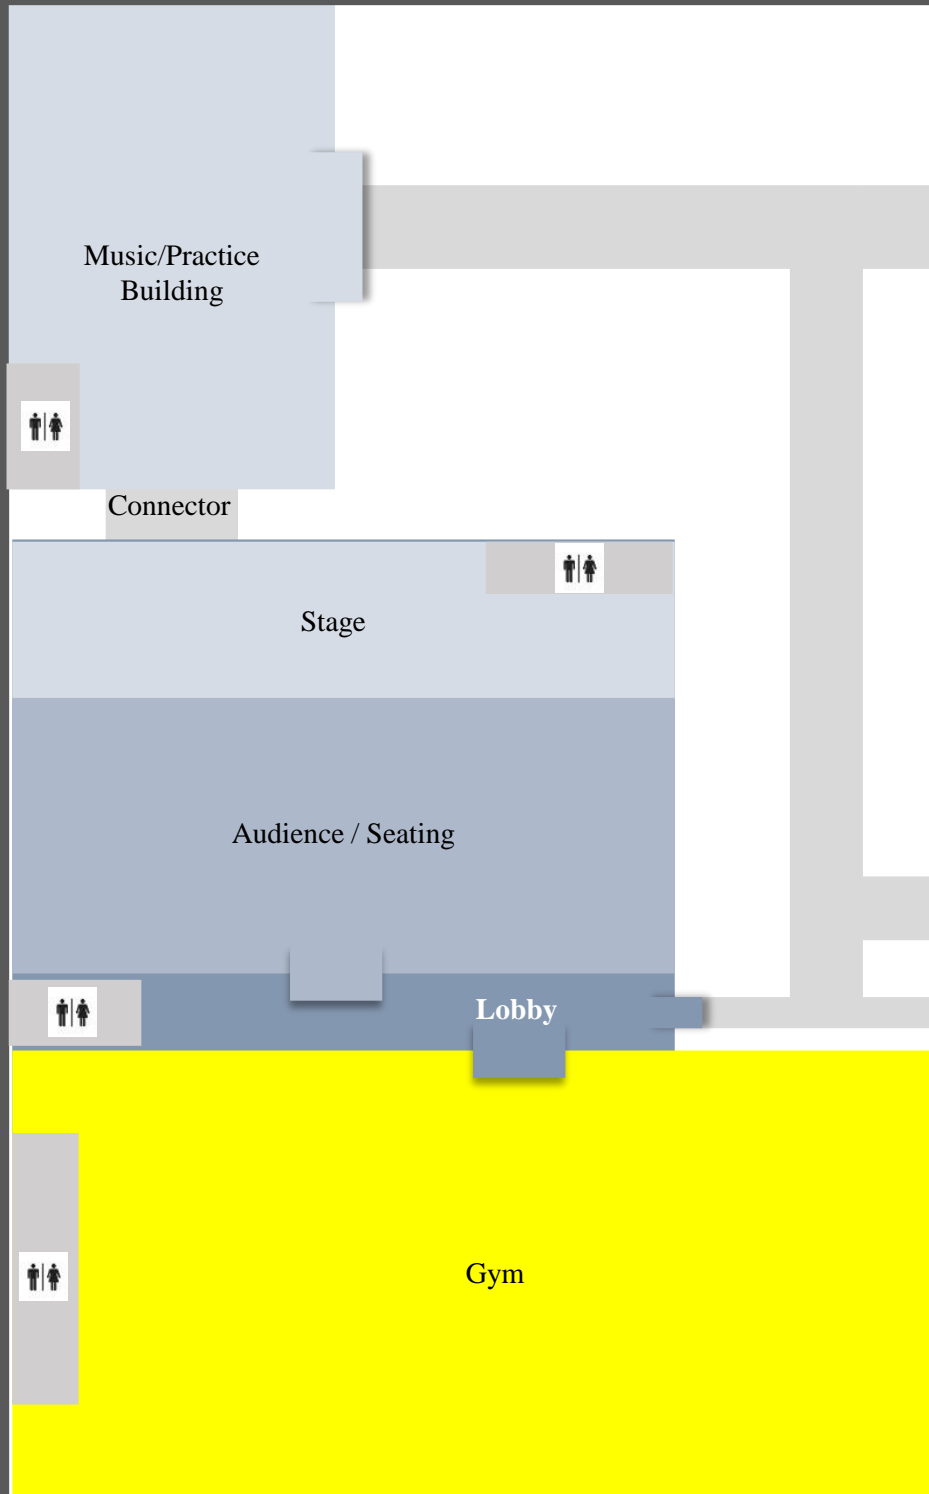 Music/Practice
Building
Connector
Stage
Audience / Seating
Lobby
Gym